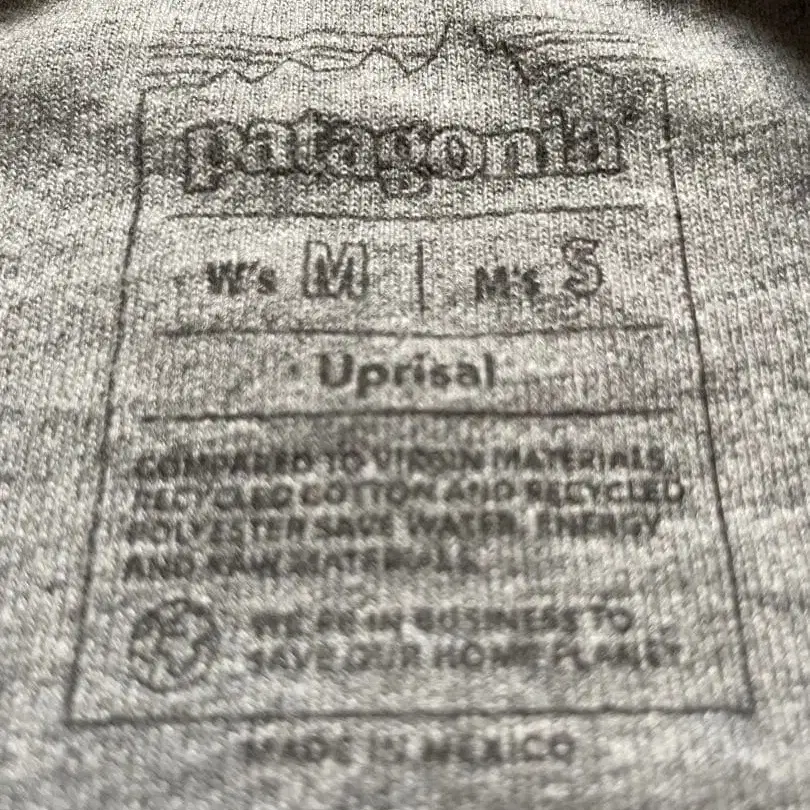 patagonia®
W's M | M's S
Uprisal
COMPARED TO VIRGIN MATERIALS,
RECYCLED COTTON AND RECYCLED
POLYESTER SAVE WATER, ENERGY
AND RAW MATERIALS.
WE'RE IN BUSINESS TO
SAVE OUR HOME PLANET.
MADE IN MEXICO